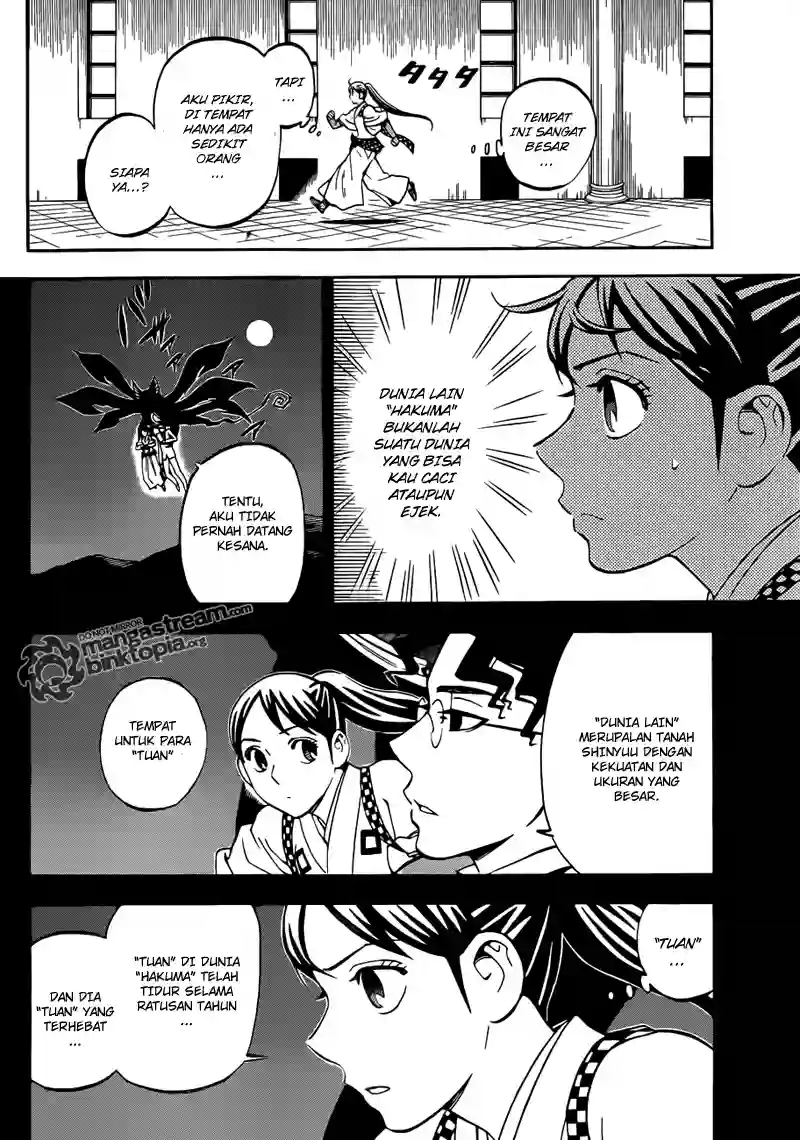 TEMPAT
INI SANGAT
BESAR
...
タタタ
TAPI
...
AKU PIKIR,
DI TEMPAT
HANYA ADA
SEDIKIT
ORANG
...
SIAPA
YA...?
DUNIA LAIN
"HAKUMA"
BUKANLAH
SUATU DUNIA
YANG BISA
KAU CACI
ATAUPUN
EJEK.
TENTU,
AKU TIDAK
PERNAH DATANG
KESANA.
DO NOT MIRROR
mangastream.com
binktopia.org
"DUNIA LAIN"
MERUPALAN TANAH
SHINYUU DENGAN
KEKUATAN DAN
UKURAN YANG
BESAR.
TEMPAT
UNTUK PARA
"TUAN"
"TUAN"
...
"TUAN" DI DUNIA
"HAKUMA" TELAH
TIDUR SELAMA
RATUSAN TAHUN
...
DAN DIA
"TUAN" YANG
TERHEBAT
...